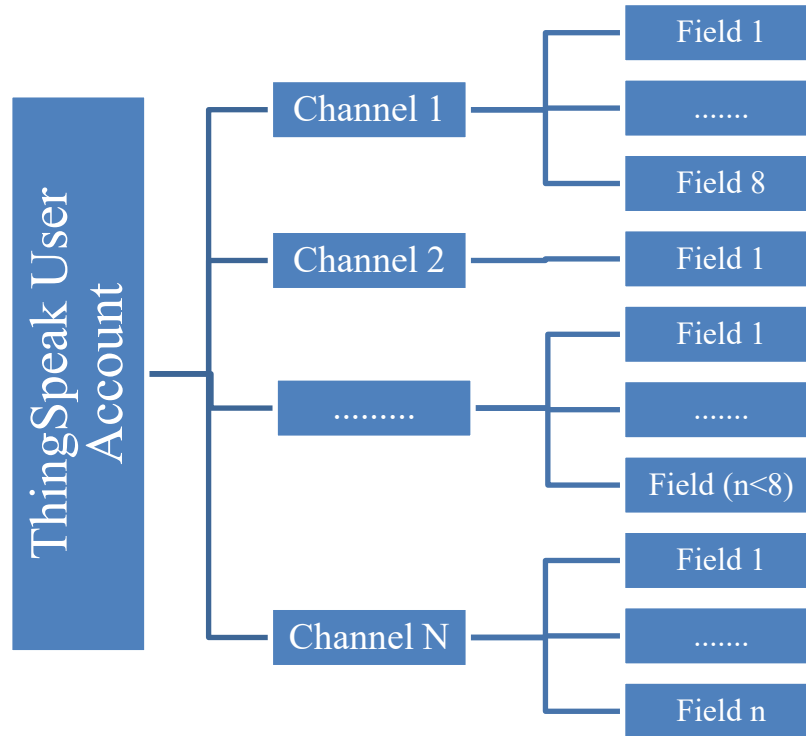 ThingSpeak User
Account
Channel 1
Field 1
.......
Field 8
Channel 2
Field 1
.........
Field 1
.......
Field (n<8)
Channel N
Field 1
.......
Field n